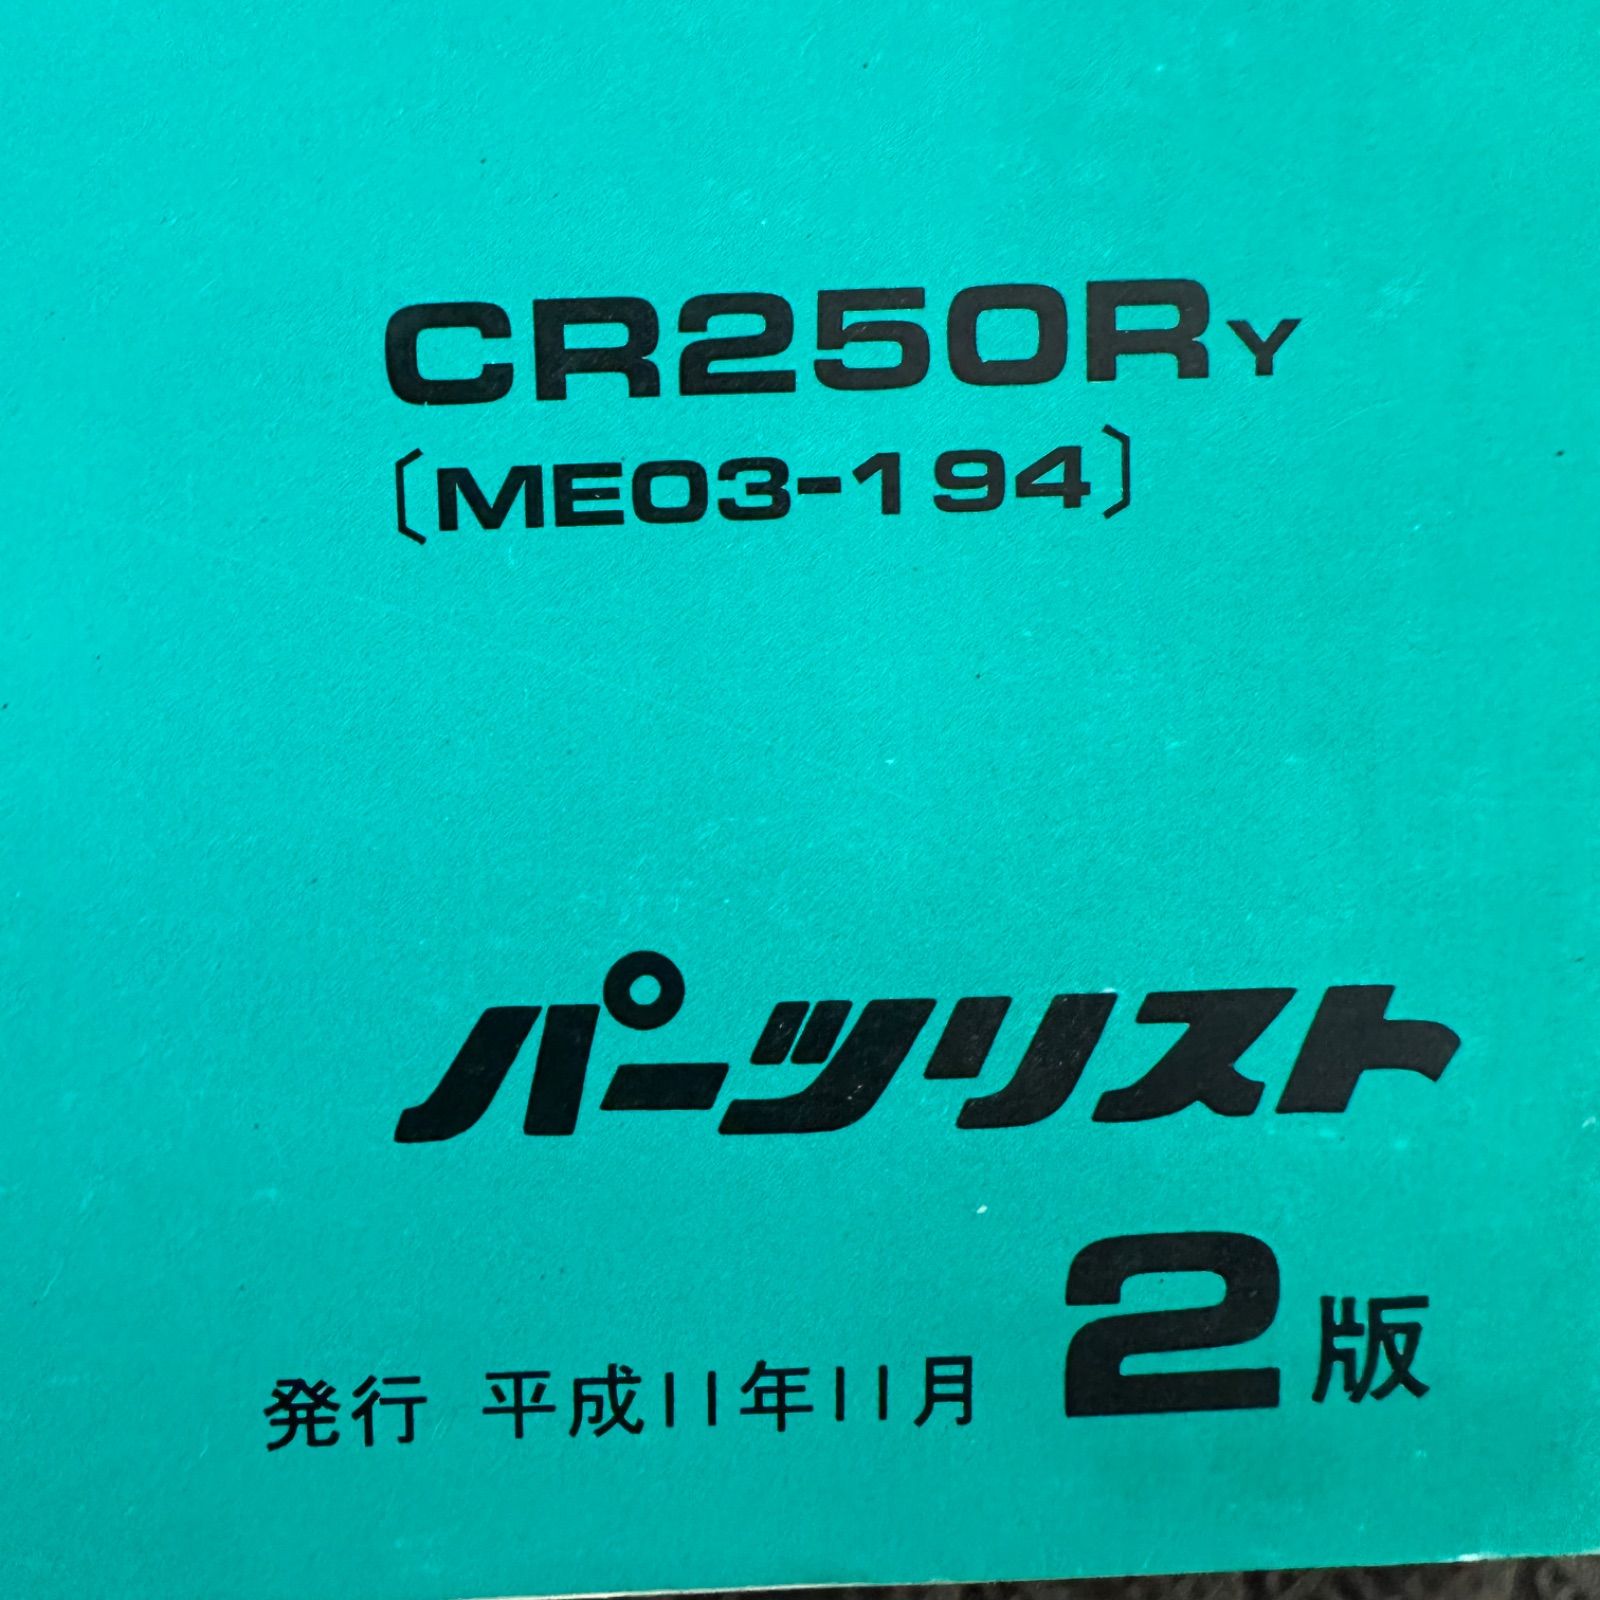 CR250RY
〔ME03-194〕
パーツリスト
発行 平成11年11月 2版